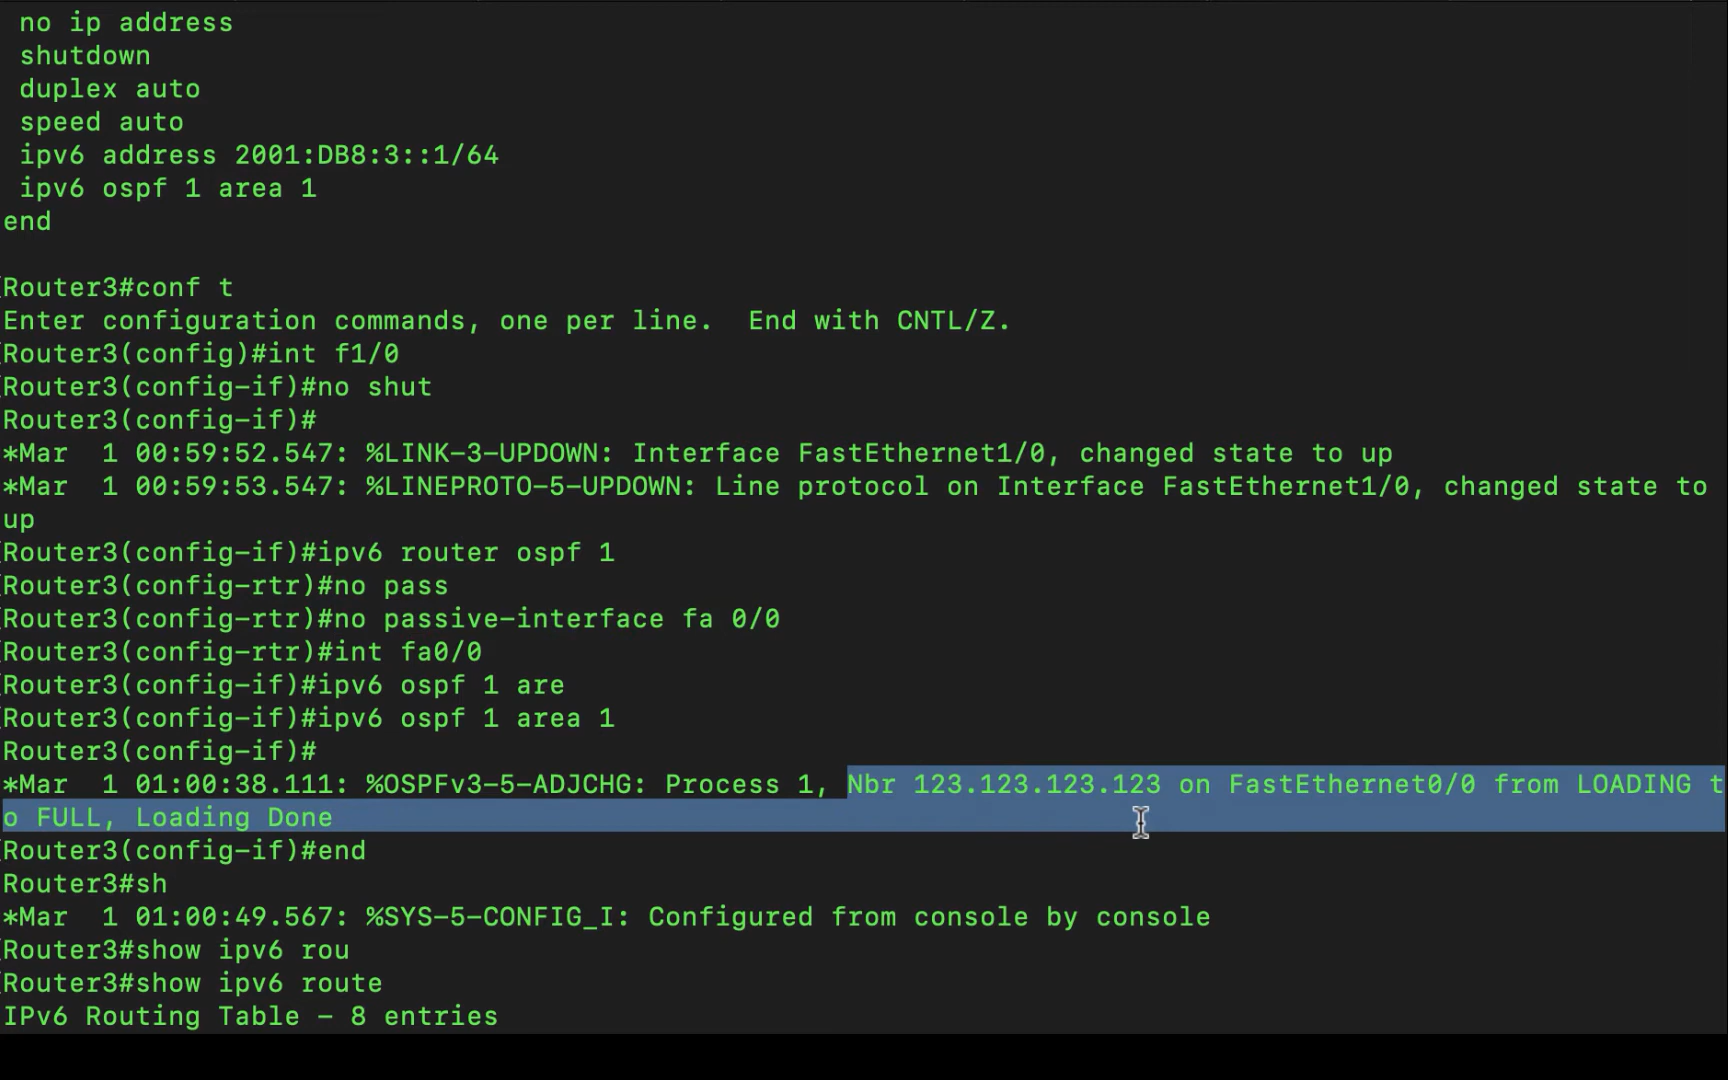 no ip address
shutdown
duplex auto
speed auto
ipv6 address 2001:DB8:3::1/64
ipv6 ospf 1 area 1
end
Router3#conf t
Enter configuration commands, one per line.  End with CNTL/Z.
Router3(config)#int f1/0
Router3(config-if)#no shut
Router3(config-if)#
*Mar  1 00:59:52.547: %LINK-3-UPDOWN: Interface FastEthernet1/0, changed state to up
*Mar  1 00:59:53.547: %LINEPROTO-5-UPDOWN: Line protocol on Interface FastEthernet1/0, changed state to
up
Router3(config-if)#ipv6 router ospf 1
Router3(config-rtr)#no pass
Router3(config-rtr)#no passive-interface fa 0/0
Router3(config-rtr)#int fa0/0
Router3(config-if)#ipv6 ospf 1 are
Router3(config-if)#ipv6 ospf 1 area 1
Router3(config-if)#
*Mar  1 01:00:38.111: %OSPFv3-5-ADJCHG: Process 1, Nbr 123.123.123.123 on FastEthernet0/0 from LOADING t
o FULL, Loading Done
Router3(config-if)#end
Router3#sh
*Mar  1 01:00:49.567: %SYS-5-CONFIG_I: Configured from console by console
Router3#show ipv6 rou
Router3#show ipv6 route
IPv6 Routing Table - 8 entries